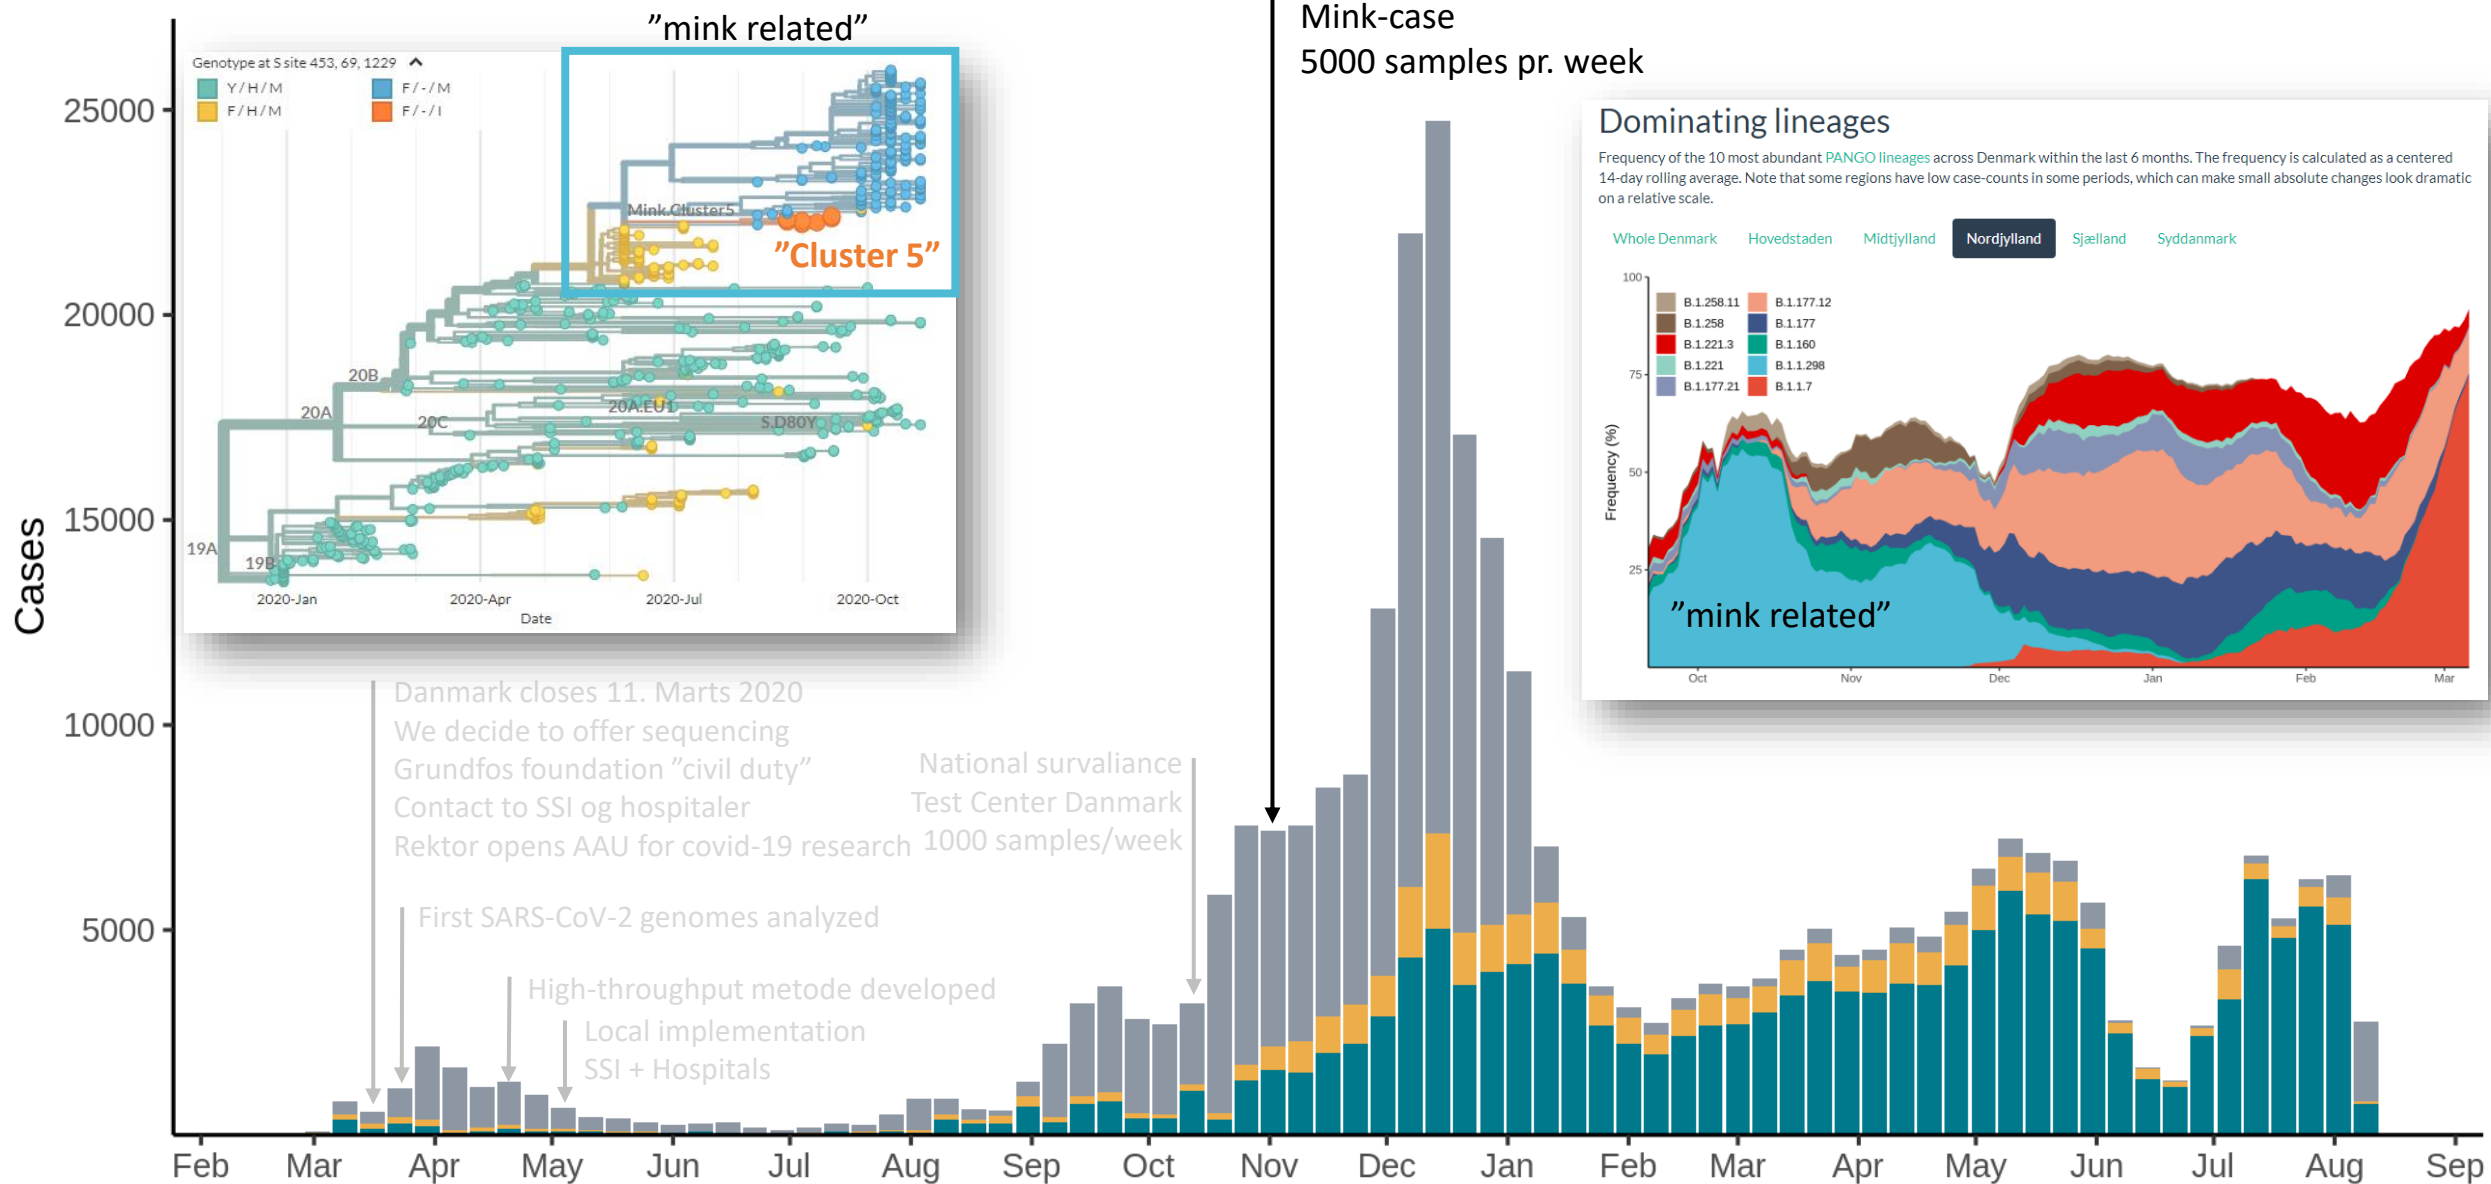 ”mink related”
Mink-case
5000 samples pr. week
Genotype at S site 453, 69, 1229
Y / H / M
F / - / M
F / H / M
F / - / I
Mink.Cluster5
”Cluster 5”
20B
20A
20C
20A.EU1
S.D80Y
19A
19B
2020-Jan
2020-Apr
2020-Jul
2020-Oct
Date
Dominating lineages
Frequency of the 10 most abundant PANGO lineages across Denmark within the last 6 months. The frequency is calculated as a centered
14-day rolling average. Note that some regions have low case-counts in some periods, which can make small absolute changes look dramatic
on a relative scale.
Whole Denmark Hovedstaden Midtjylland Nordjylland Sjælland Syddanmark
100
75
50
25
Frequency (%)
B.1.258.11 B.1.177.12
B.1.258 B.1.177
B.1.221.3 B.1.160
B.1.221 B.1.1.298
B.1.177.21 B.1.1.7
”mink related”
Oct Nov Dec Jan Feb Mar
Danmark closes 11. Marts 2020
We decide to offer sequencing
Grundfos foundation ”civil duty”
Contact to SSI og hospitaler
Rektor opens AAU for covid-19 research
National survaliance
Test Center Danmark
1000 samples/week
First SARS-CoV-2 genomes analyzed
High-throughput metode developed
Local implementation
SSI + Hospitals
Cases
25000
20000
15000
10000
5000
Feb Mar Apr May Jun Jul Aug Sep Oct Nov Dec Jan Feb Mar Apr May Jun Jul Aug Sep